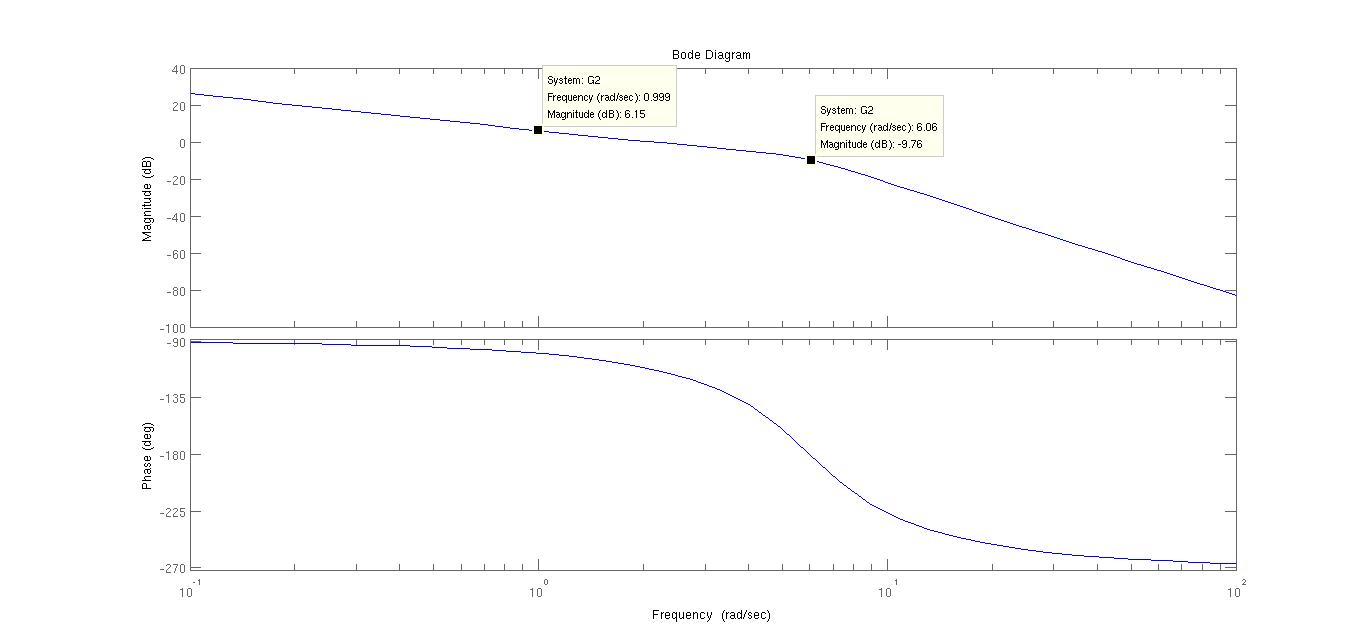 Bode Diagram
System: G2
Frequency (rad/sec): 0.999
Magnitude (dB): 6.15
System: G2
Frequency (rad/sec): 6.06
Magnitude (dB): -9.76
Magnitude (dB)
40
20
0
-20
-40
-60
-80
-100
Phase (deg)
-90
-135
-180
-225
-270
10^-1
10^0
10^1
10^2
Frequency (rad/sec)